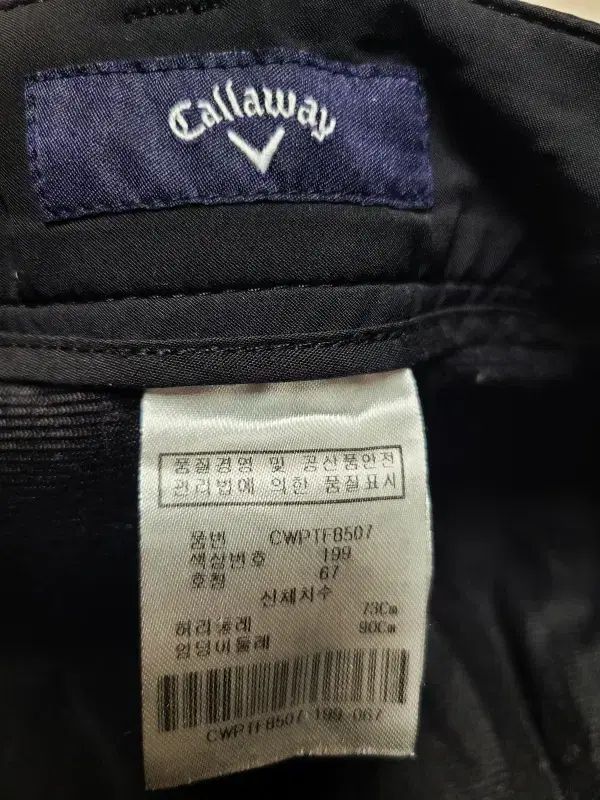 Callaway
품질경영 및 공산품안전
관리법에 의한 품질표시
품번 CWPTF8507
색상번호 199
호칭 67
신체치수
허리둘레 73Cm
엉덩이둘레 90Cm
CWPTF8507 199 067